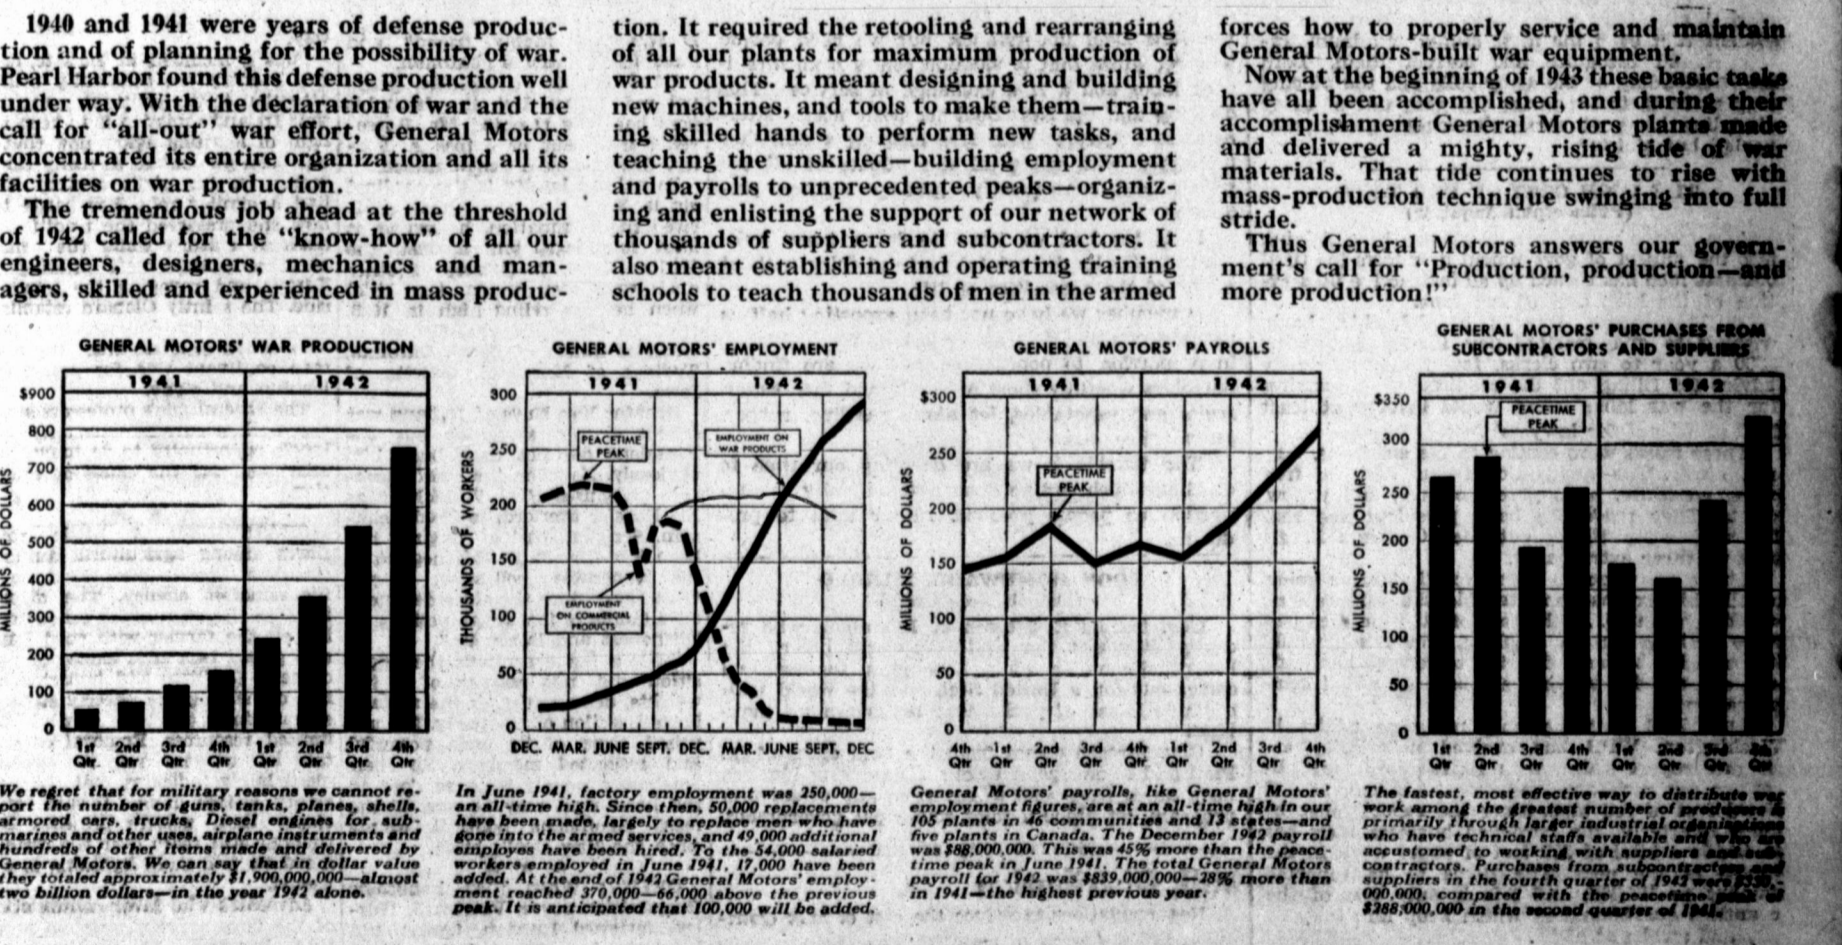 1940 and 1941 were years of defense produc-
tion and of planning for the possibility of war.
Pearl Harbor found this defense production well
under way. With the declaration of war and the
call for "all-out" war effort, General Motors
concentrated its entire organization and all its
facilities on war production.
The tremendous job ahead at the threshold
of 1942 called for the "know-how" of all our
engineers, designers, mechanics and man-
agers, skilled and experienced in mass produc-
tion. It required the retooling and rearranging
of all our plants for maximum production of
war products. It meant designing and building
new machines, and tools to make them—train-
ing skilled hands to perform new tasks, and
teaching the unskilled—building employment
and payrolls to unprecedented peaks—organiz-
ing and enlisting the support of our network of
thousands of suppliers and subcontractors. It
also meant establishing and operating training
schools to teach thousands of men in the armed
forces how to properly service and maintain
General Motors-built war equipment.
Now at the beginning of 1943 these basic tasks
have all been accomplished, and during their
accomplishment General Motors plants made
and delivered a mighty, rising tide of war
materials. That tide continues to rise with
mass-production technique swinging into full
stride.
Thus General Motors answers our govern-
ment's call for "Production, production—and
more production!"
GENERAL MOTORS' WAR PRODUCTION
1941 1942
MILLIONS OF DOLLARS
$900
800
700
600
500
400
300
200
100
0
1st 2nd 3rd 4th 1st 2nd 3rd 4th
Qtr. Qtr. Qtr. Qtr. Qtr. Qtr. Qtr. Qtr.
We regret that for military reasons we cannot re-
port the number of guns, tanks, planes, shells,
armored cars, trucks, Diesel engines for sub-
marines and other uses, airplane instruments and
hundreds of other items made and delivered by
General Motors. We can say that in dollar value
they totaled approximately $1,900,000,000—almost
two billion dollars—in the year 1942 alone.
GENERAL MOTORS' EMPLOYMENT
1941 1942
THOUSANDS OF WORKERS
300
250
200
150
100
50
0
PEACETIME
PEAK
EMPLOYMENT ON
WAR PRODUCTS
EMPLOYMENT
ON COMMERCIAL
PRODUCTS
DEC. MAR. JUNE SEPT. DEC. MAR. JUNE SEPT. DEC
In June 1941, factory employment was 250,000—
an all-time high. Since then, 50,000 replacements
have been made, largely to replace men who have
gone into the armed services, and 49,000 additional
employes have been hired. To the 54,000 salaried
workers employed in June 1941, 17,000 have been
added. At the end of 1942 General Motors' employ-
ment reached 370,000—66,000 above the previous
peak. It is anticipated that 100,000 will be added.
GENERAL MOTORS' PAYROLLS
1941 1942
MILLIONS OF DOLLARS
$300
250
200
150
100
0
PEACETIME
PEAK
4th 1st 2nd 3rd 4th 1st 2nd 3rd 4th
Qtr Qtr Qtr Qtr Qtr Qtr Qtr Qtr Qtr
General Motors' payrolls, like General Motors'
employment figures, are at an all-time high in our
105 plants in 46 communities and 13 states—and
five plants in Canada. The December 1942 payroll
was $88,000,000. This was 45% more than the peace-
time peak in June 1941. The total General Motors
payroll for 1942 was $839,000,000—28% more than
in 1941—the highest previous year.
GENERAL MOTORS' PURCHASES FROM
SUBCONTRACTORS AND SUPPLIERS
1941 1942
MILLIONS OF DOLLARS
$350
300
250
200
150
100
50
0
PEACETIME
PEAK
1st 2nd 3rd 4th 1st 2nd 3rd 4th
Qtr Qtr Qtr Qtr Qtr Qtr Qtr Qtr
The fastest, most effective way to distribute war
work among the greatest number of producers is
primarily through larger industrial organizations
who have technical staffs available and who are
accustomed to working with suppliers and sub-
contractors. Purchases from subcontractors and
suppliers in the fourth quarter of 1942 were
000,000, compared with the peacetime peak of
$288,000,000 in the second quarter of 1941.